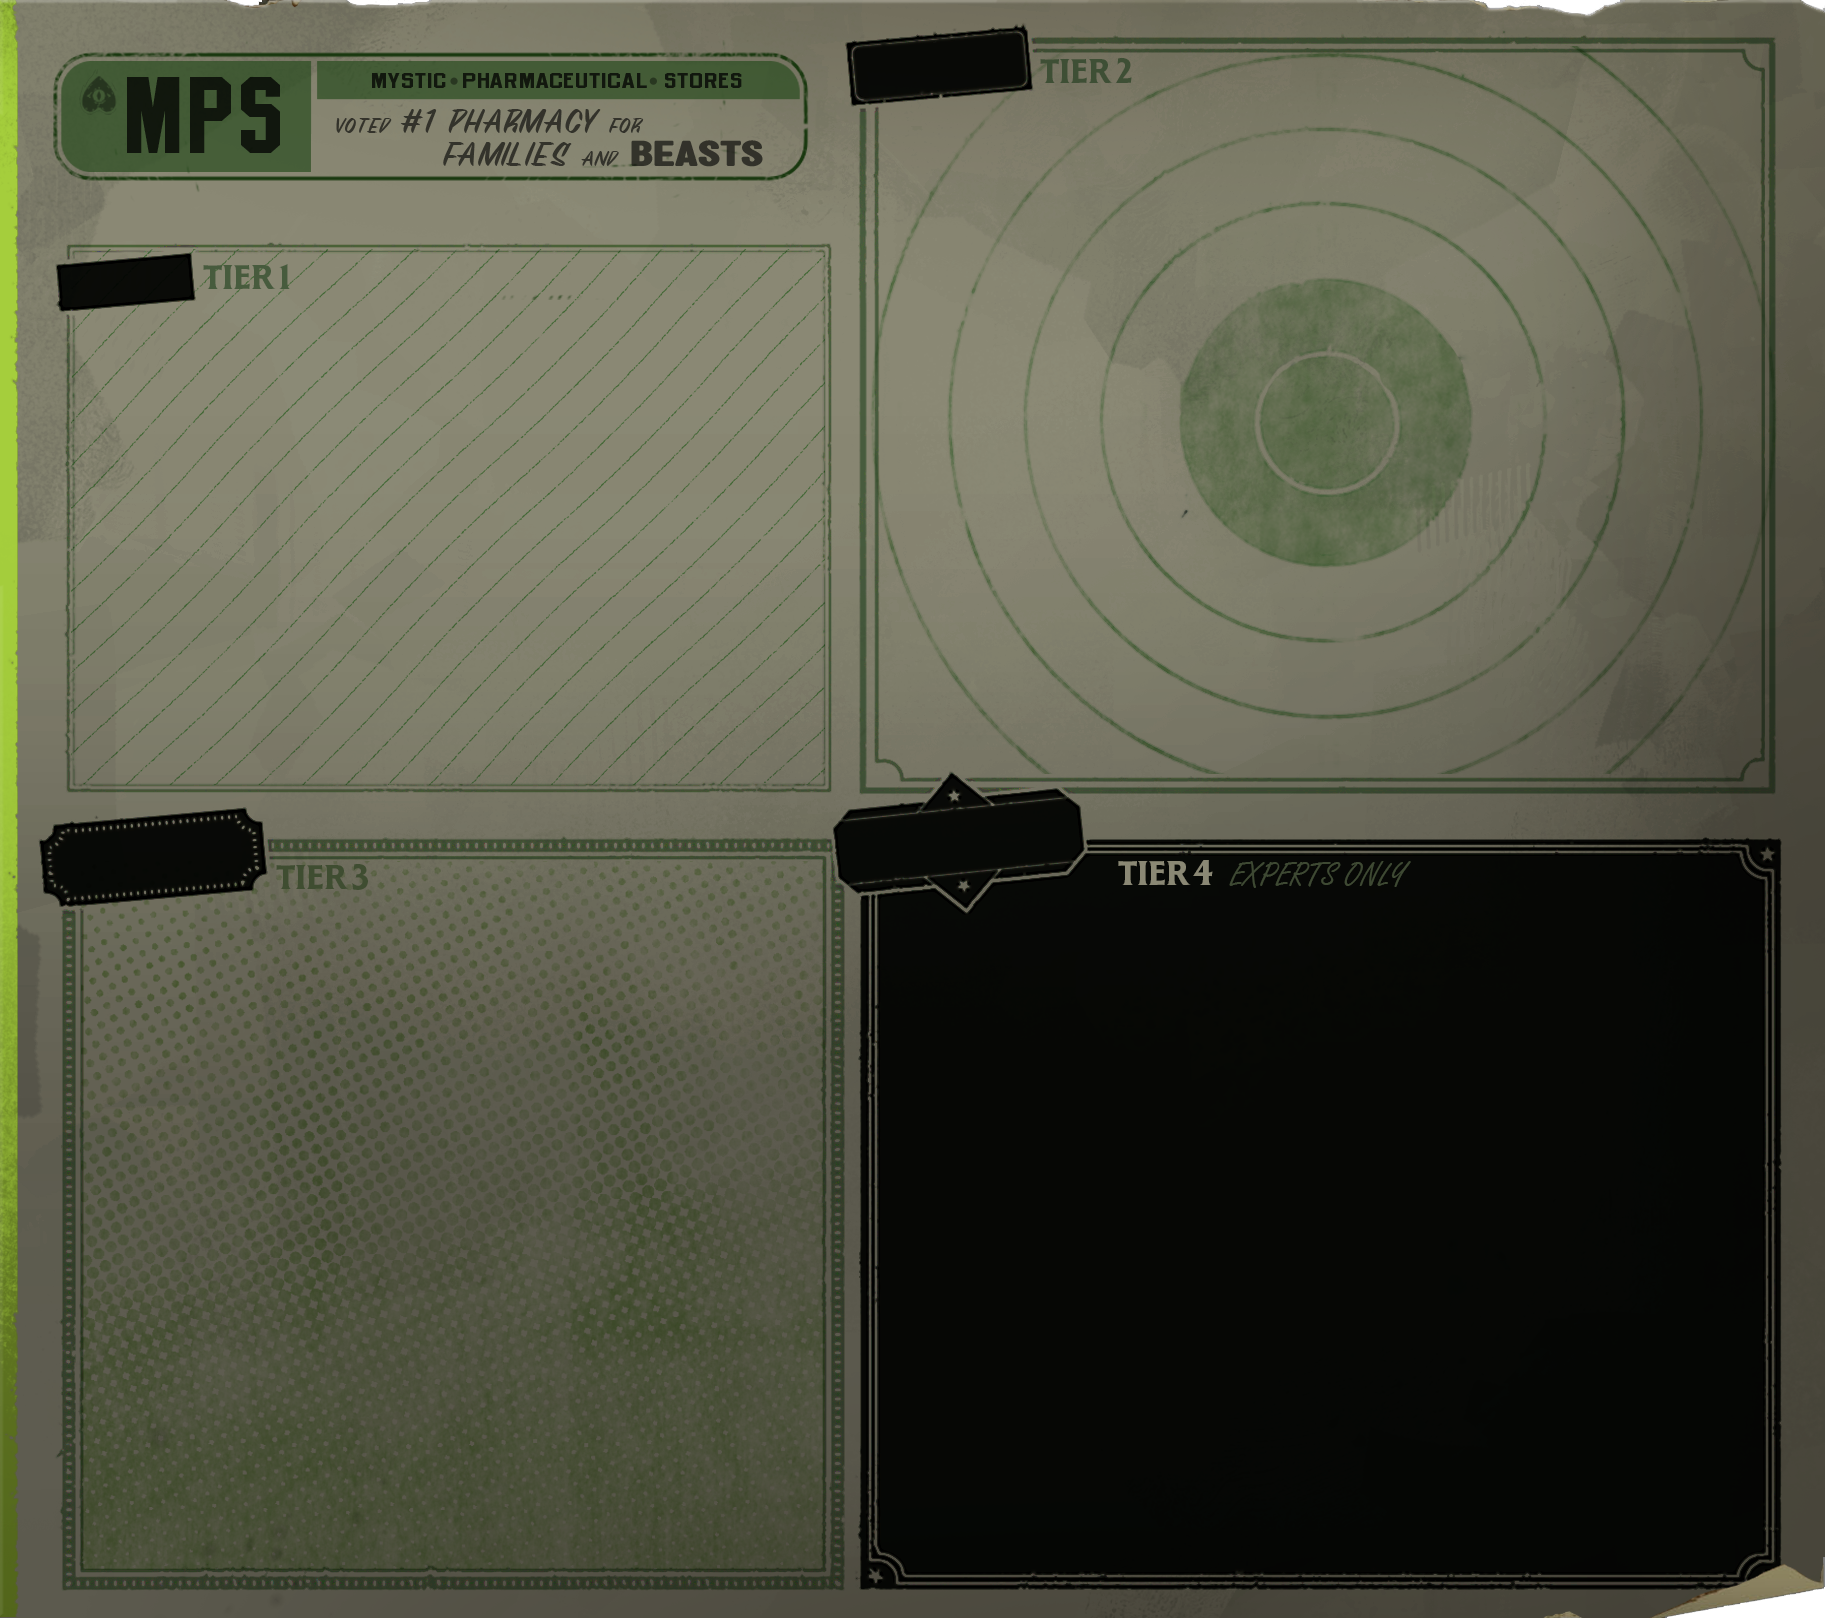 MPS
MYSTIC • PHARMACEUTICAL • STORES
VOTED #1 PHARMACY FOR
FAMILIES AND BEASTS
TIER 2
TIER 1
TIER 3
TIER 4 EXPERTS ONLY